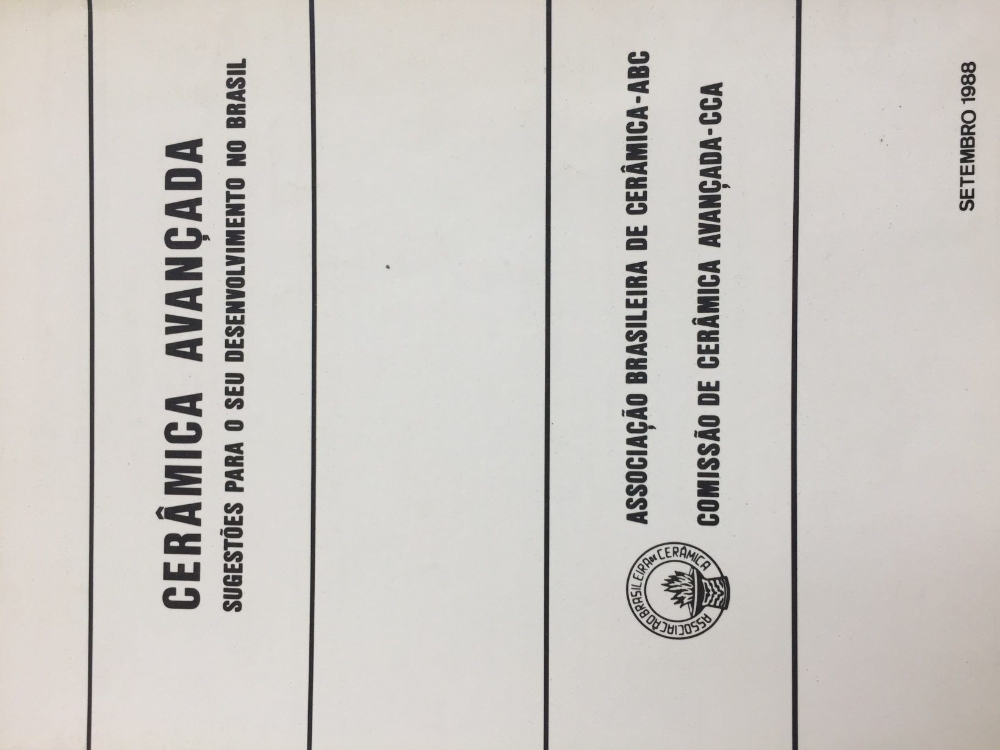 CERÂMICA AVANÇADA
SUGESTÕES PARA O SEU DESENVOLVIMENTO NO BRASIL
ASSOCIAÇÃO BRASILEIRA DE CERÂMICA-ABC
COMISSÃO DE CERÂMICA AVANÇADA-CCA
ASSOCIAÇÃO BRASILEIRA DE CERÂMICA
SETEMBRO 1988